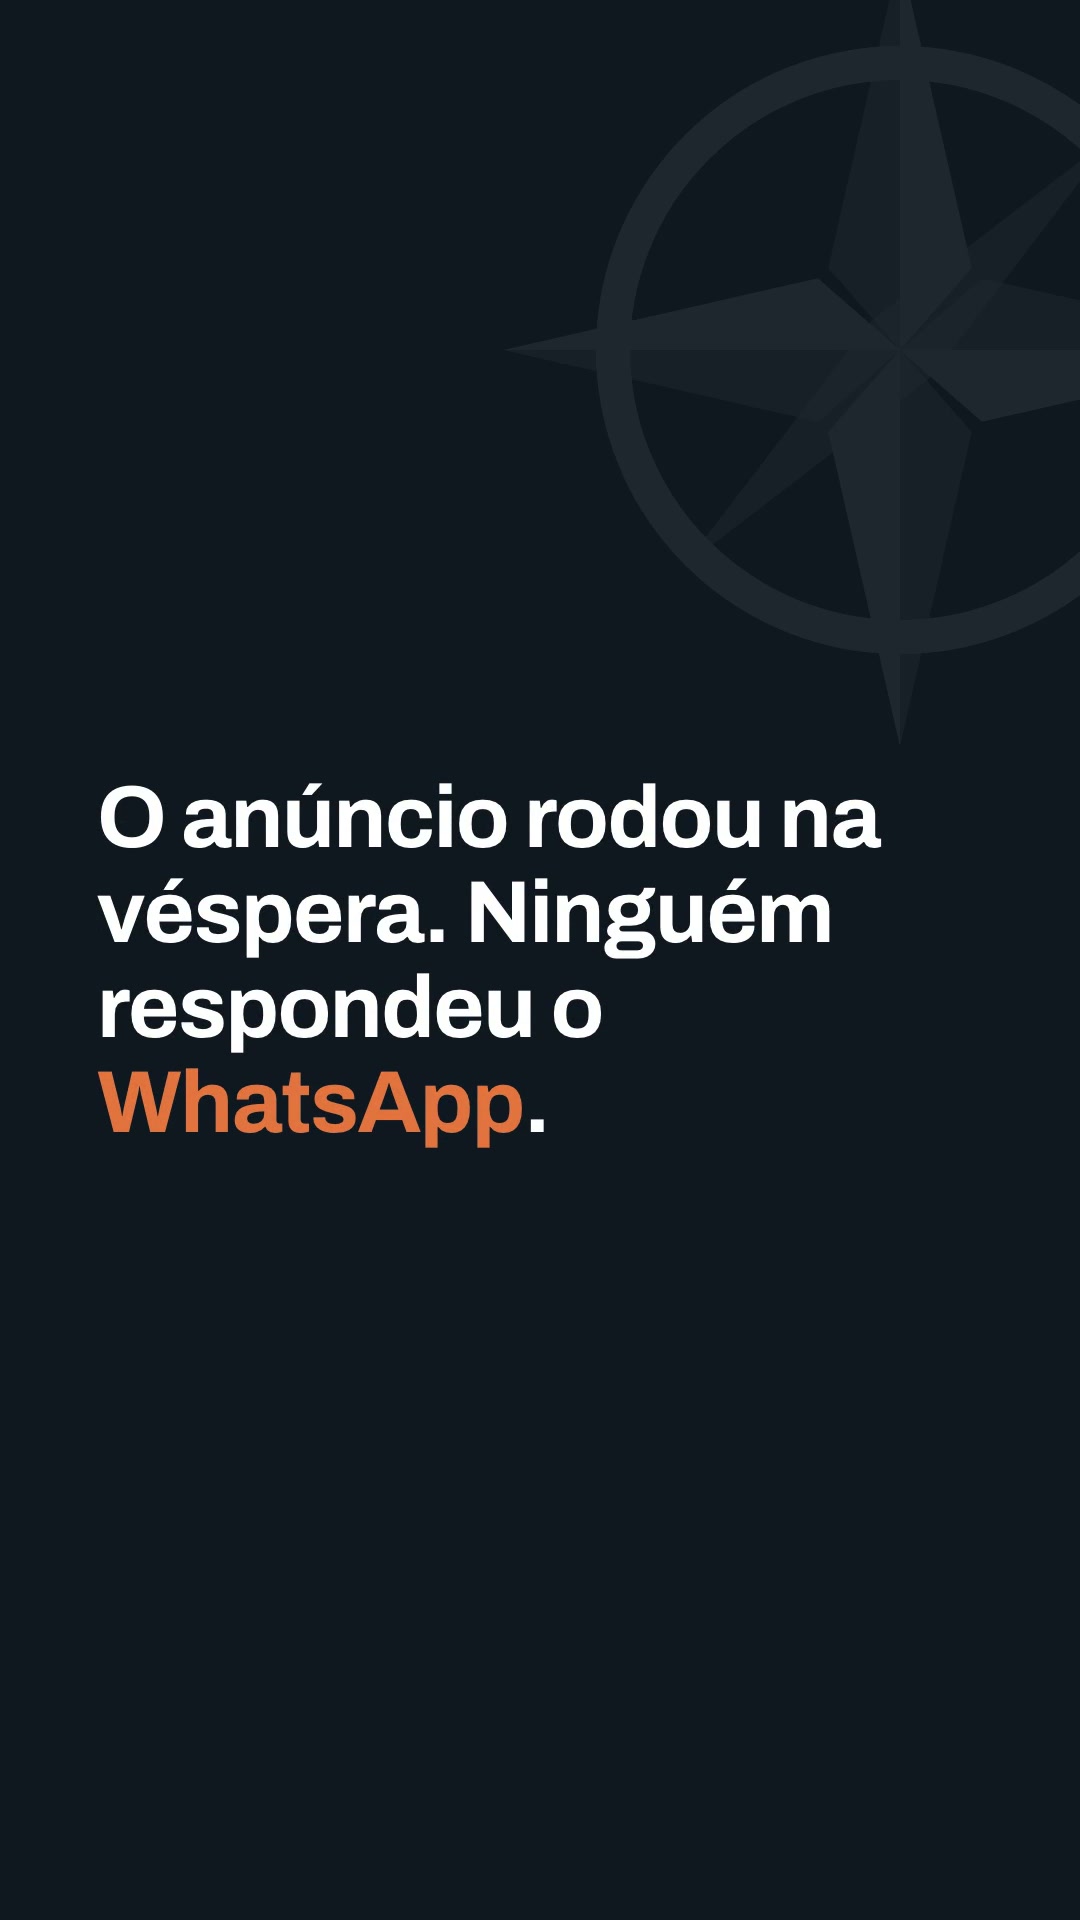 O anúncio rodou na
véspera. Ninguém
respondeu o
WhatsApp.